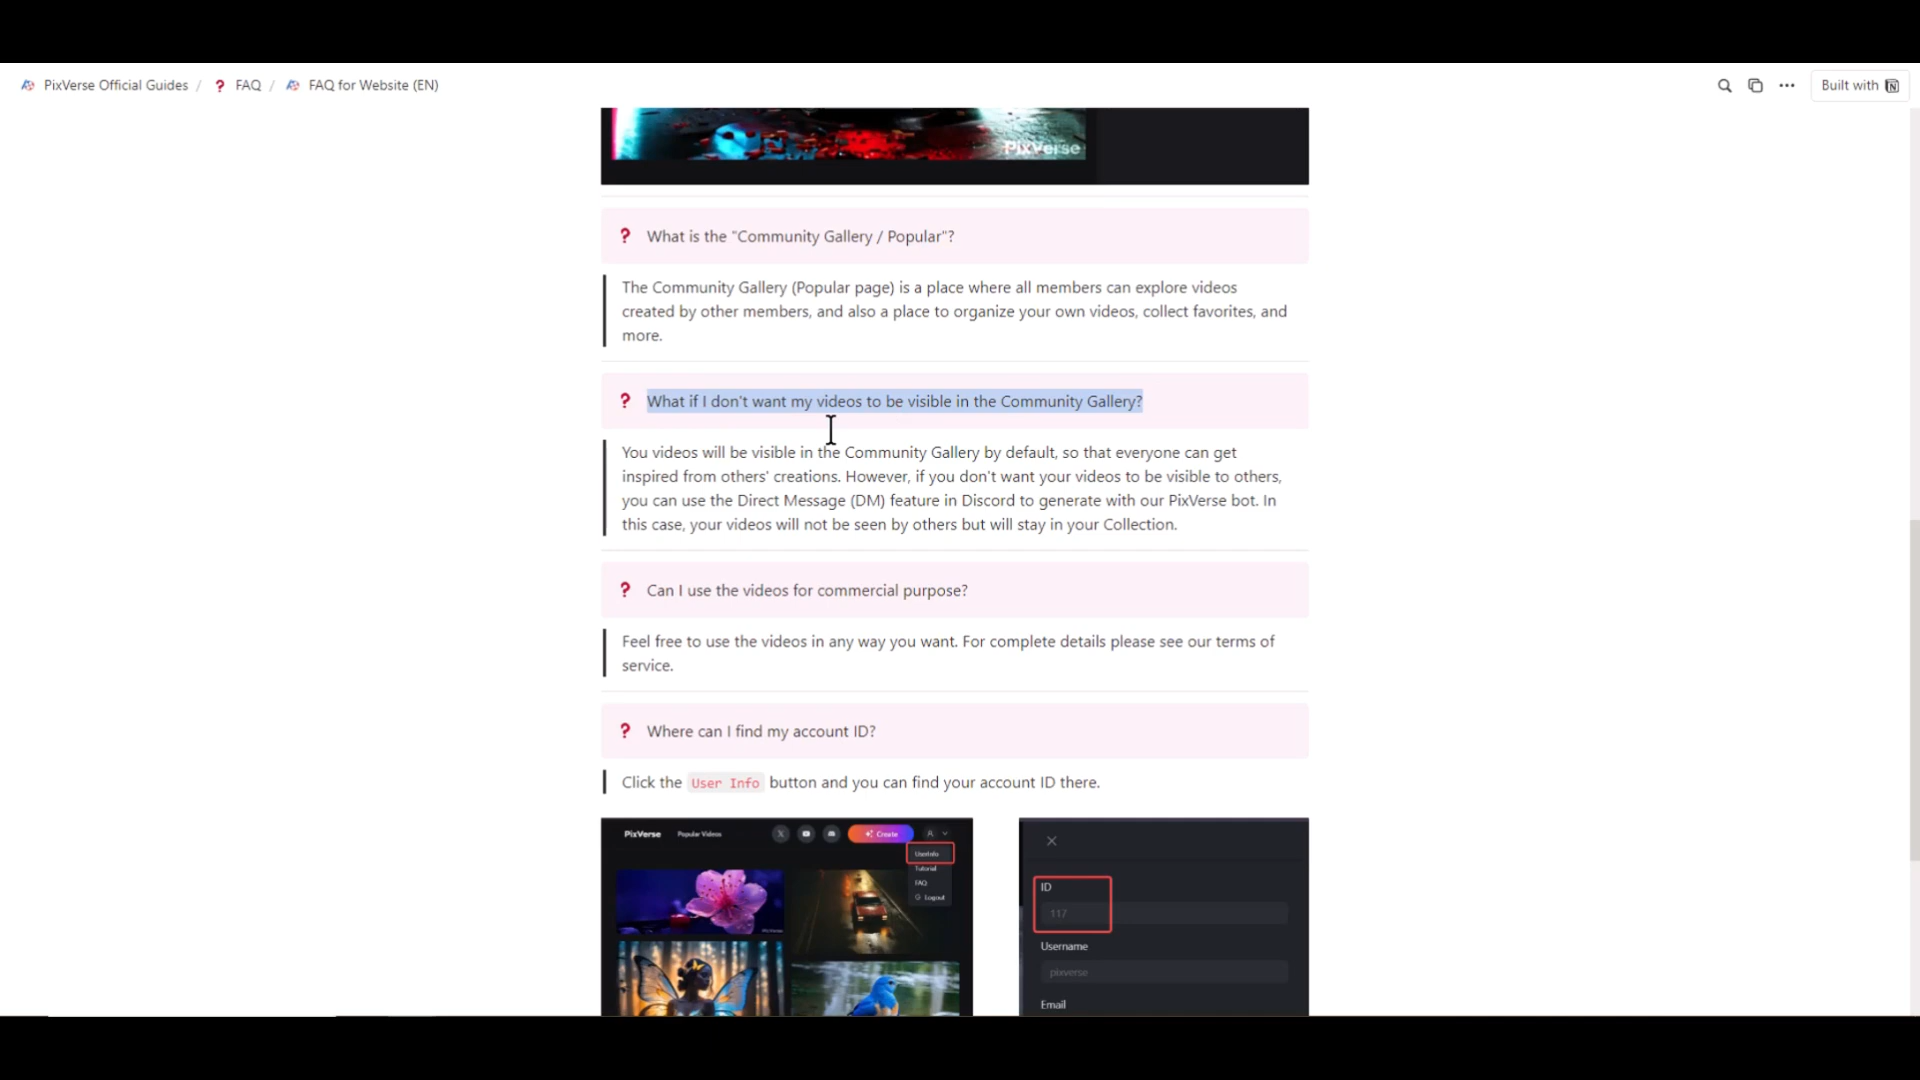 PixVerse Official Guides / ? FAQ / FAQ for Website (EN)
Built with
PixVerse
? What is the "Community Gallery / Popular"?
The Community Gallery (Popular page) is a place where all members can explore videos
created by other members, and also a place to organize your own videos, collect favorites, and
more.
? What if I don't want my videos to be visible in the Community Gallery?
You videos will be visible in the Community Gallery by default, so that everyone can get
inspired from others' creations. However, if you don't want your videos to be visible to others,
you can use the Direct Message (DM) feature in Discord to generate with our PixVerse bot. In
this case, your videos will not be seen by others but will stay in your Collection.
? Can I use the videos for commercial purpose?
Feel free to use the videos in any way you want. For complete details please see our terms of
service.
? Where can I find my account ID?
Click the User Info button and you can find your account ID there.
PixVerse Popular Videos Create
UserInfo
Tutorial
FAQ
Logout
ID
117
Username
pixverse
Email